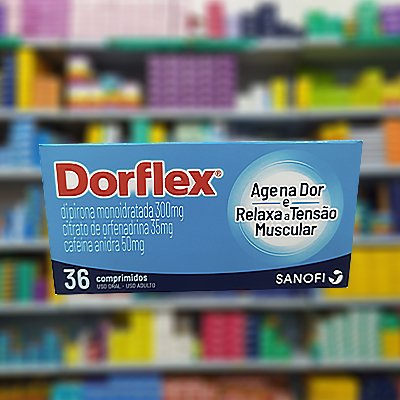 Dorflex®
dipirona monoidratada 300mg
citrato de orfenadrina 35mg
cafeína anidra 50mg
Age na Dor
e
Relaxa a Tensão
Muscular
36 comprimidos
USO ORAL - USO ADULTO
SANOFI